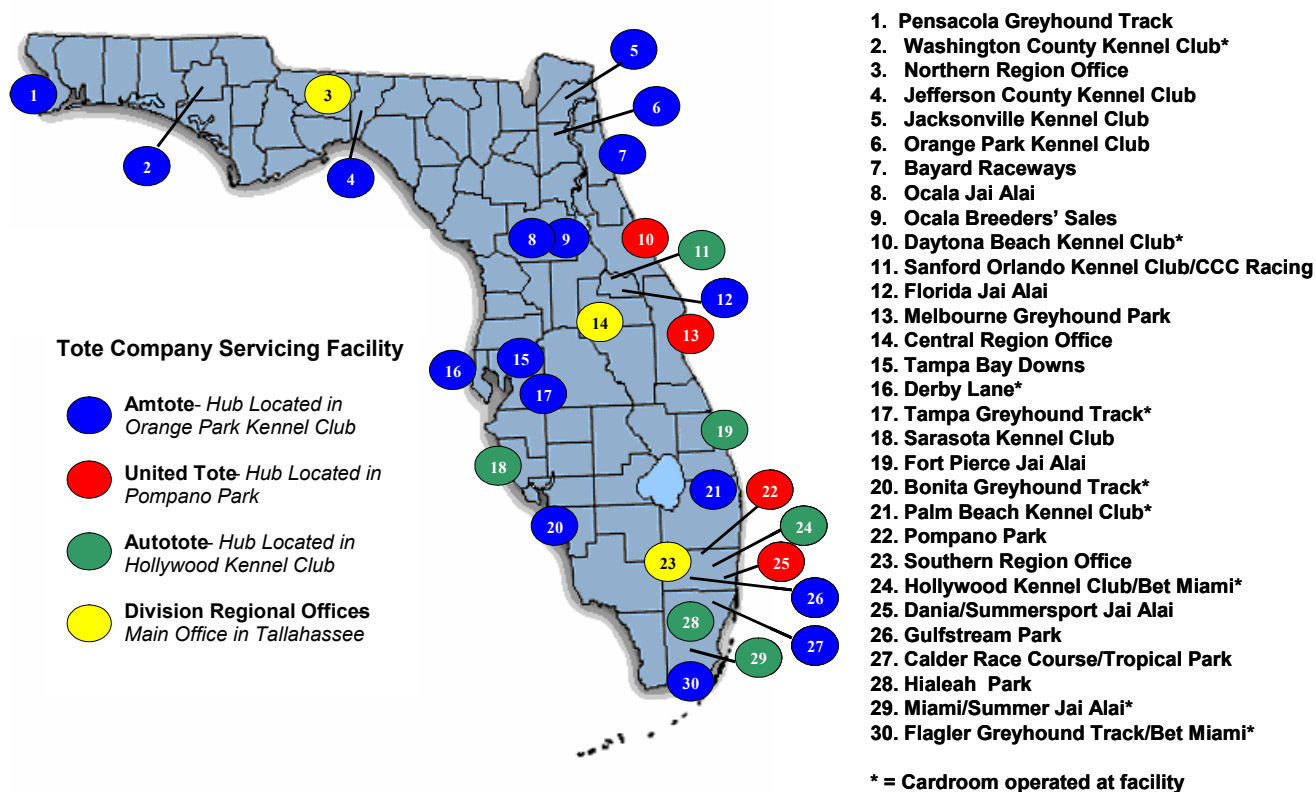 1
2
3
4
5
6
7
8
9
10
11
12
13
14
15
16
17
18
19
20
21
22
23
24
25
26
27
28
29
30
Tote Company Servicing Facility
Amtote- Hub Located in
Orange Park Kennel Club
United Tote- Hub Located in
Pompano Park
Autotote- Hub Located in
Hollywood Kennel Club
Division Regional Offices
Main Office in Tallahassee
1. Pensacola Greyhound Track
2. Washington County Kennel Club*
3. Northern Region Office
4. Jefferson County Kennel Club
5. Jacksonville Kennel Club
6. Orange Park Kennel Club
7. Bayard Raceways
8. Ocala Jai Alai
9. Ocala Breeders' Sales
10. Daytona Beach Kennel Club*
11. Sanford Orlando Kennel Club/CCC Racing
12. Florida Jai Alai
13. Melbourne Greyhound Park
14. Central Region Office
15. Tampa Bay Downs
16. Derby Lane*
17. Tampa Greyhound Track*
18. Sarasota Kennel Club
19. Fort Pierce Jai Alai
20. Bonita Greyhound Track*
21. Palm Beach Kennel Club*
22. Pompano Park
23. Southern Region Office
24. Hollywood Kennel Club/Bet Miami*
25. Dania/Summersport Jai Alai
26. Gulfstream Park
27. Calder Race Course/Tropical Park
28. Hialeah Park
29. Miami/Summer Jai Alai*
30. Flagler Greyhound Track/Bet Miami*
* = Cardroom operated at facility